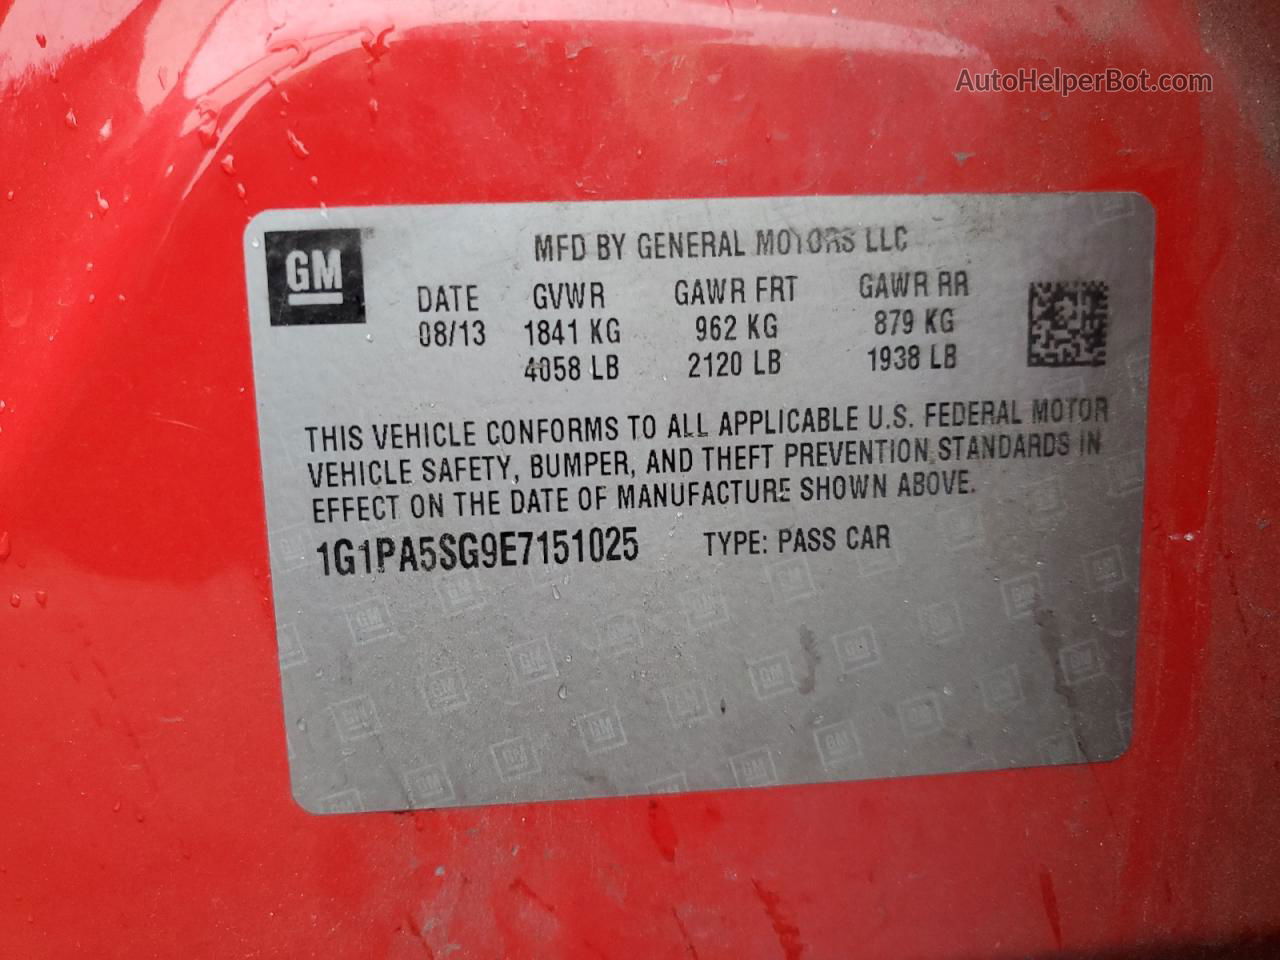 AutoHelperBot.com
GM
MFD BY GENERAL MOTORS LLC
DATE GVWR GAWR FRT GAWR RR
08/13 1841 KG 962 KG 879 KG
4058 LB 2120 LB 1938 LB
THIS VEHICLE CONFORMS TO ALL APPLICABLE U.S. FEDERAL MOTOR
VEHICLE SAFETY, BUMPER, AND THEFT PREVENTION STANDARDS IN
EFFECT ON THE DATE OF MANUFACTURE SHOWN ABOVE.
1G1PA5SG9E7151025 TYPE: PASS CAR